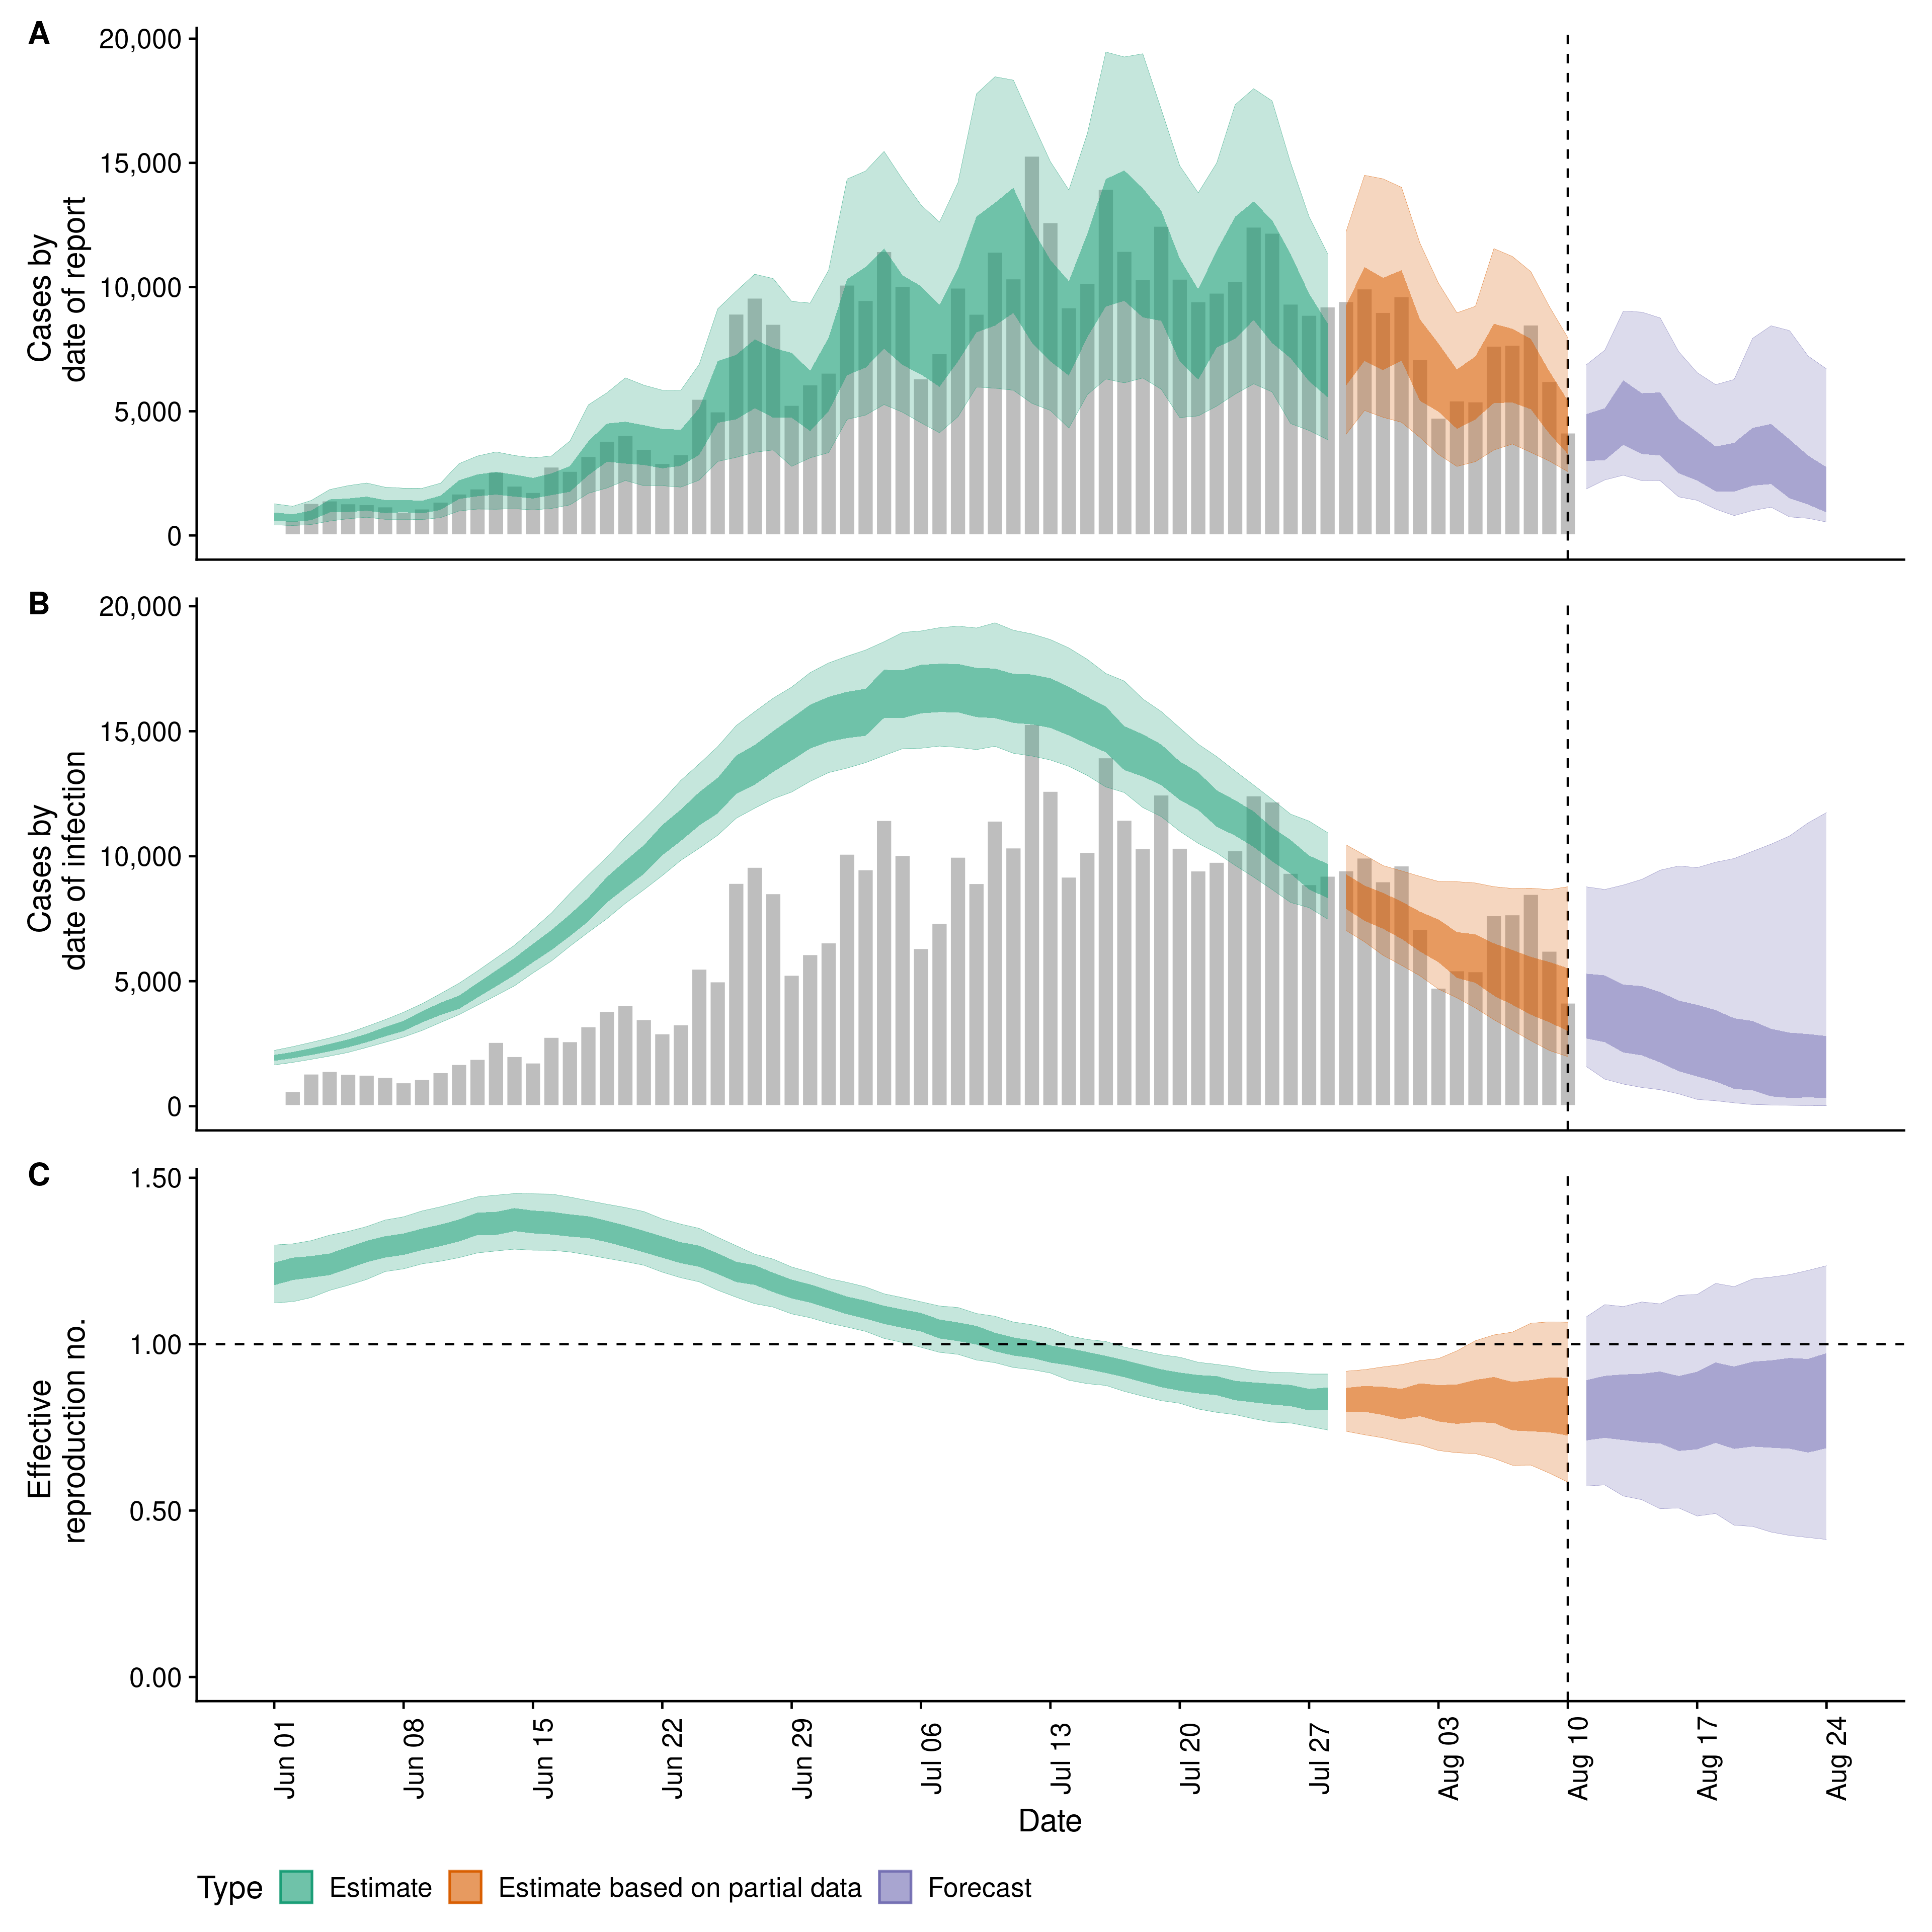 A
Cases by
date of report
20,000
15,000
10,000
5,000
0
B
Cases by
date of infection
20,000
15,000
10,000
5,000
0
C
Effective
reproduction no.
1.50
1.00
0.50
0.00
Jun 01
Jun 08
Jun 15
Jun 22
Jun 29
Jul 06
Jul 13
Jul 20
Jul 27
Aug 03
Aug 10
Aug 17
Aug 24
Date
Type Estimate Estimate based on partial data Forecast